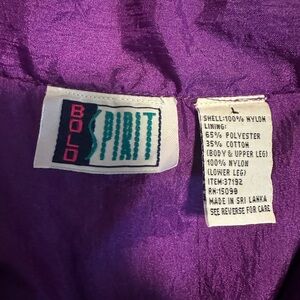 BOLD
SPIRIT
L
SHELL:100% NYLON
LINING:
65% POLYESTER
35% COTTON
(BODY & UPPER LEG)
100% NYLON
(LOWER LEG)
ITEM:37192
RN:15099
MADE IN SRI LANKA
SEE REVERSE FOR CARE